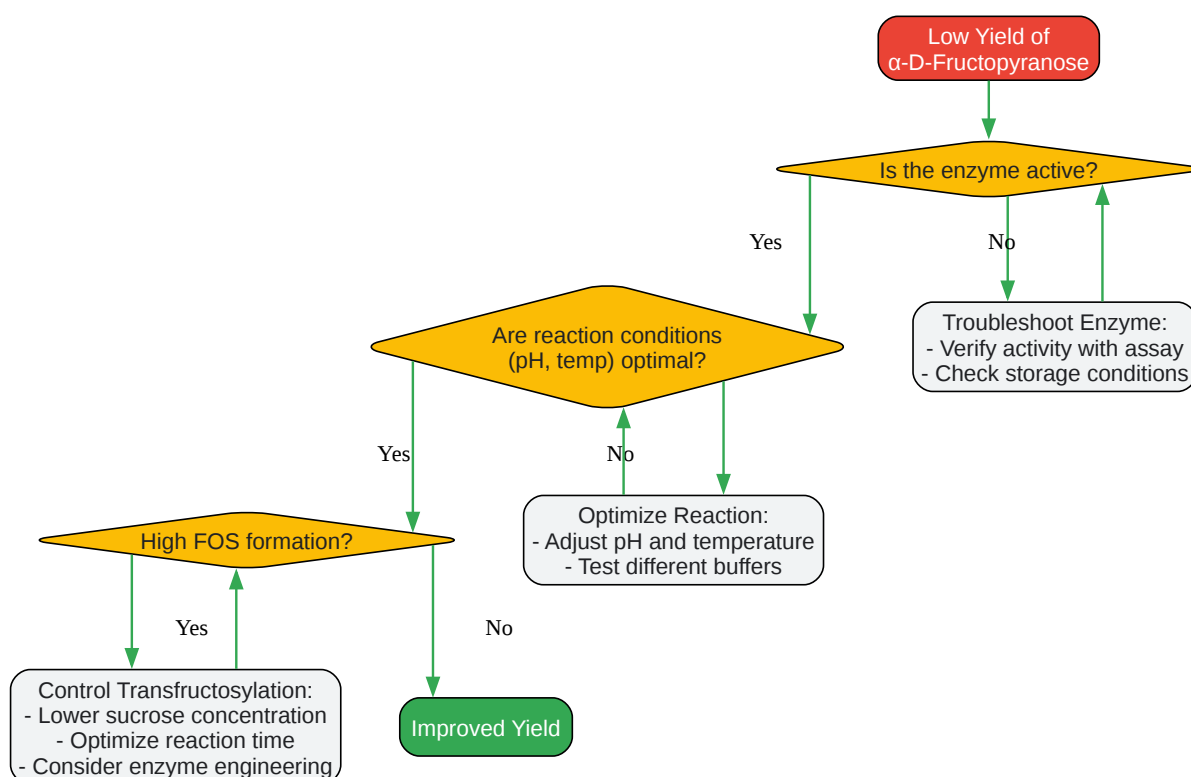 Low Yield of
α-D-Fructopyranose
Is the enzyme active?
Yes
No
Are reaction conditions
(pH, temp) optimal?
Troubleshoot Enzyme:
- Verify activity with assay
- Check storage conditions
Yes
No
High FOS formation?
Optimize Reaction:
- Adjust pH and temperature
- Test different buffers
Yes
No
Control Transfructosylation:
- Lower sucrose concentration
- Optimize reaction time
- Consider enzyme engineering
Improved Yield